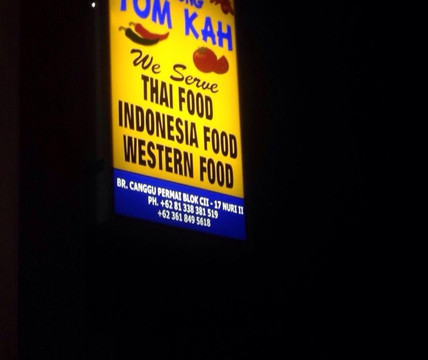 TOM KAH
We Serve
THAI FOOD
INDONESIA FOOD
WESTERN FOOD
BR. CANGGU PERMAI BLOK CII - 17 NURI II
PH. +62 81 338 381 519
+62 361 849 5618